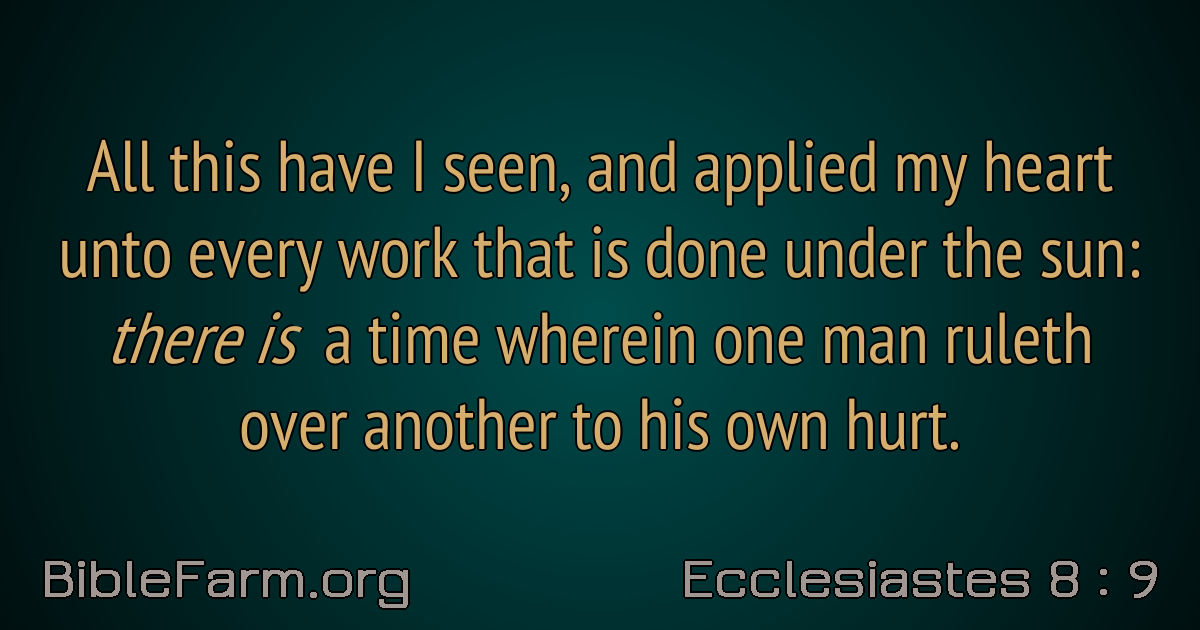 All this have I seen, and applied my heart
unto every work that is done under the sun:
there is a time wherein one man ruleth
over another to his own hurt.
BibleFarm.org
Ecclesiastes 8 : 9